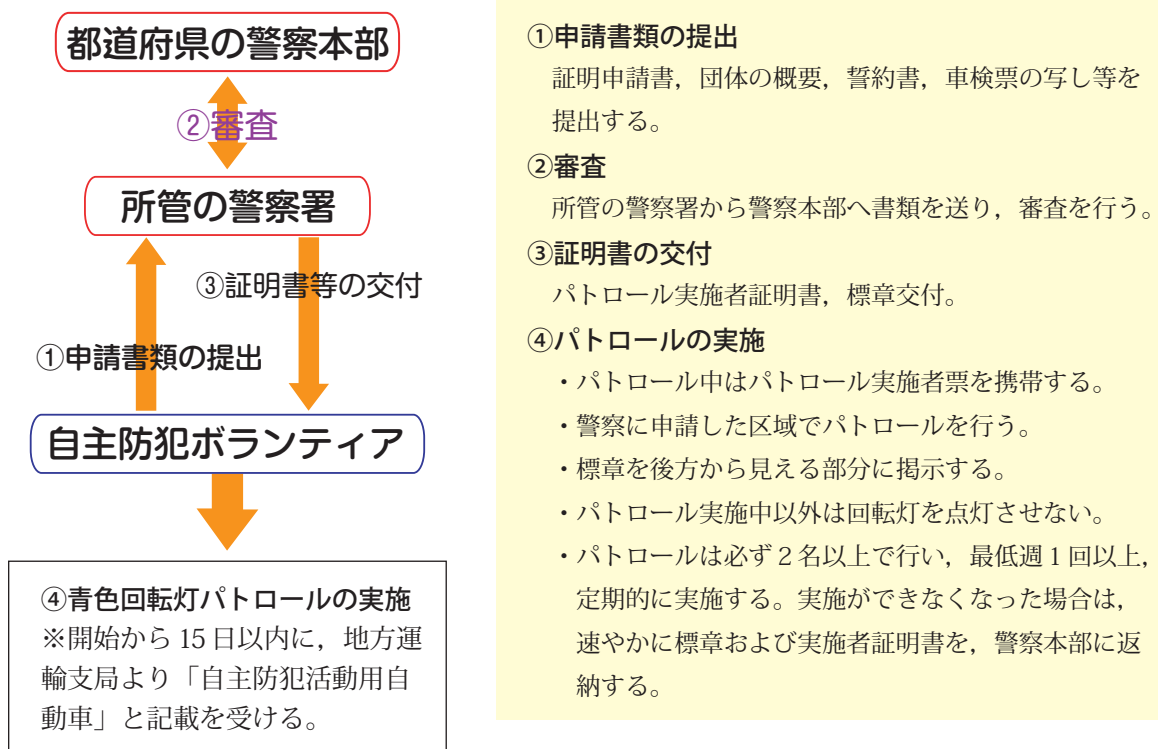 都道府県の警察本部
②審査
所管の警察署
③証明書等の交付
①申請書類の提出
自主防犯ボランティア
④青色回転灯パトロールの実施
※開始から 15 日以内に，地方運
輸支局より「自主防犯活動用自
動車」と記載を受ける。
①申請書類の提出
証明申請書，団体の概要，誓約書，車検票の写し等を
提出する。
②審査
所管の警察署から警察本部へ書類を送り，審査を行う。
③証明書の交付
パトロール実施者証明書，標章交付。
④パトロールの実施
・パトロール中はパトロール実施者票を携帯する。
・警察に申請した区域でパトロールを行う。
・標章を後方から見える部分に掲示する。
・パトロール実施中以外は回転灯を点灯させない。
・パトロールは必ず 2 名以上で行い，最低週 1 回以上，
定期的に実施する。実施ができなくなった場合は，
速やかに標章および実施者証明書を，警察本部に返
納する。